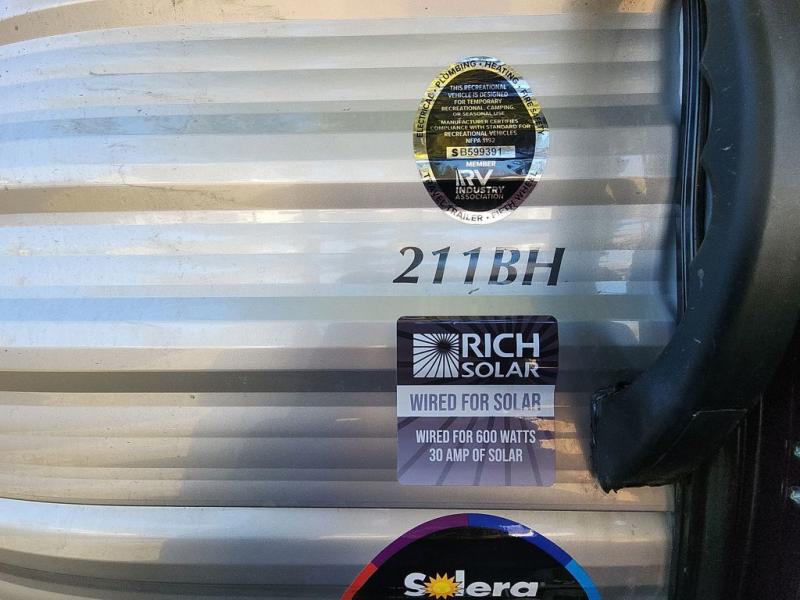 ELECTRICAL • PLUMBING • HEATING • FIRE SAFETY
THIS RECREATIONAL
VEHICLE IS DESIGNED
FOR TEMPORARY
RECREATIONAL, CAMPING,
OR SEASONAL USE.
MANUFACTURER CERTIFIES
COMPLIANCE WITH STANDARD FOR
RECREATIONAL VEHICLES
NFPA 1192
SB599391
MEMBER
RV
INDUSTRY
ASSOCIATION
TRAVEL TRAILER • FIFTH WHEEL
211BH
RICH
SOLAR
WIRED FOR SOLAR
WIRED FOR 600 WATTS
30 AMP OF SOLAR
Solera